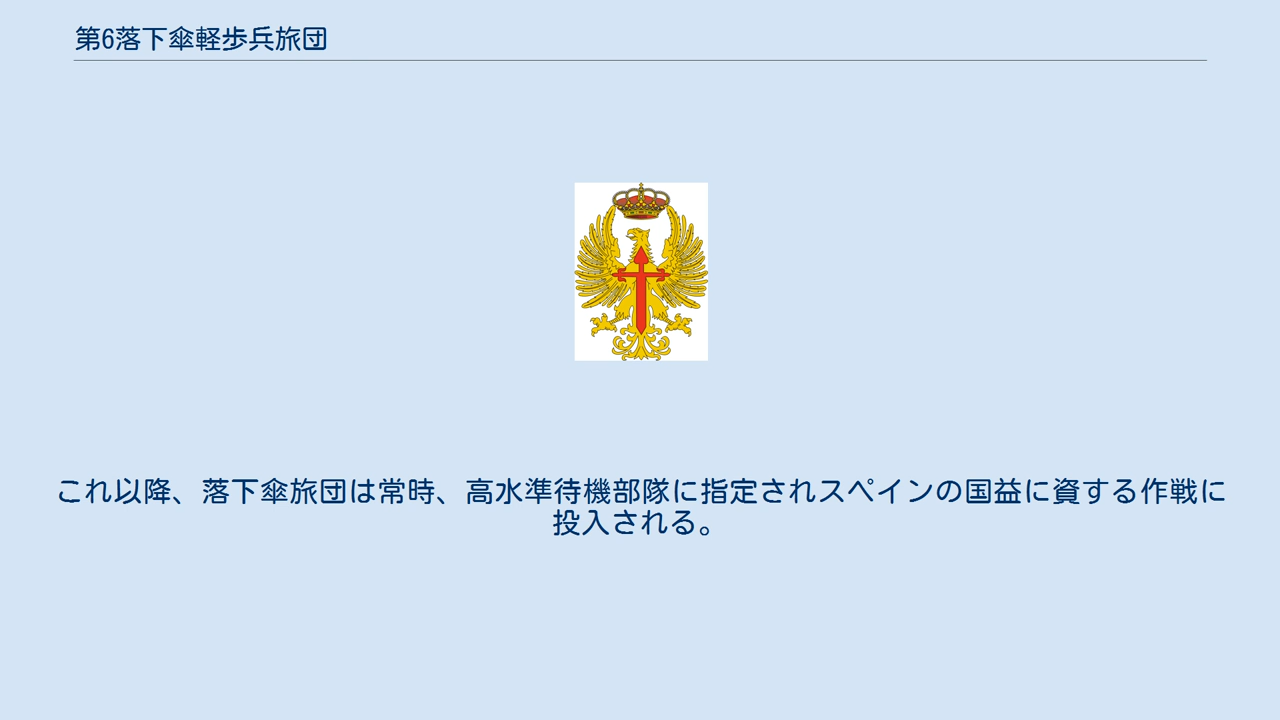 第6落下傘軽歩兵旅団
これ以降、落下傘旅団は常時、高水準待機部隊に指定されスペインの国益に資する作戦に
投入される。